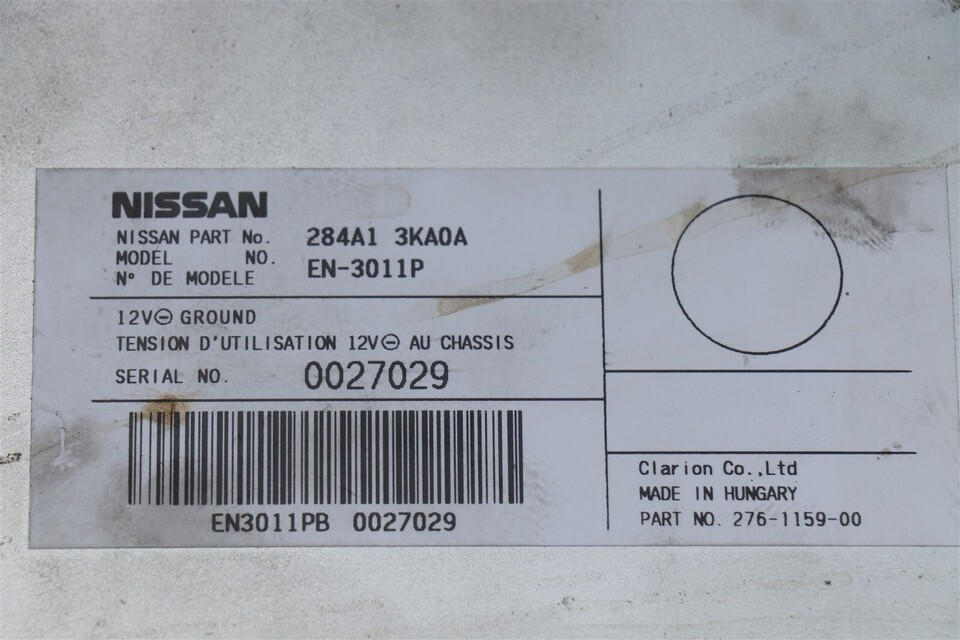 NISSAN
NISSAN PART No. 284A1 3KA0A
MODEL NO. EN-3011P
N° DE MODELE
12V⊖ GROUND
TENSION D'UTILISATION 12V⊖ AU CHASSIS
SERIAL NO. 0027029
EN3011PB 0027029
Clarion Co.,Ltd
MADE IN HUNGARY
PART NO. 276-1159-00